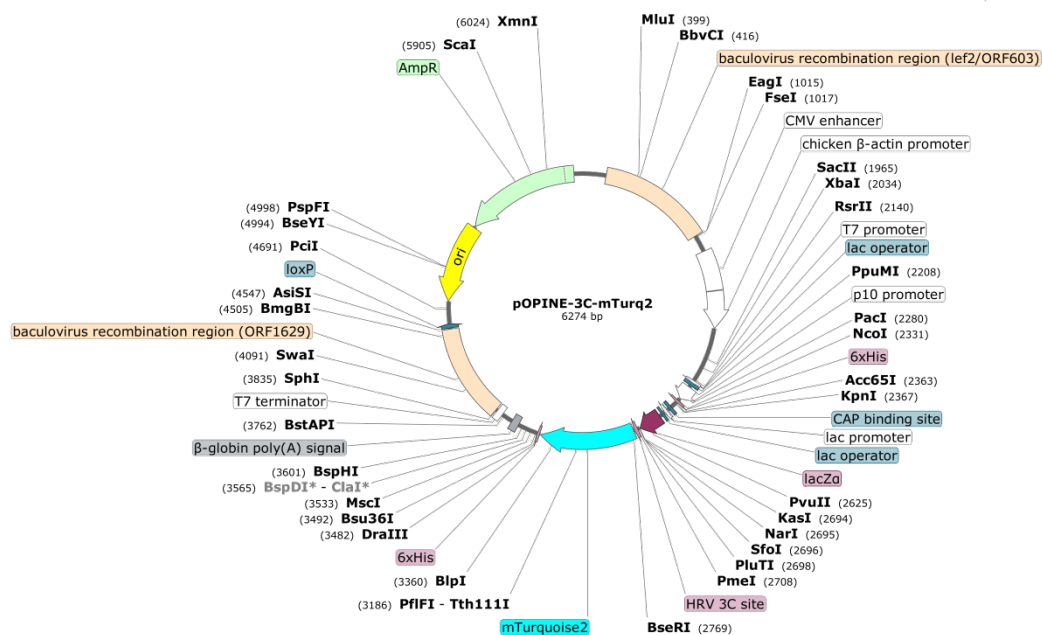 (6024) XmnI
(5905) ScaI
AmpR
MluI (399)
BbvCI (416)
baculovirus recombination region (lef2/ORF603)
EagI (1015)
FseI (1017)
CMV enhancer
chicken β-actin promoter
SacII (1965)
XbaI (2034)
RsrII (2140)
T7 promoter
lac operator
PpuMI (2208)
p10 promoter
PacI (2280)
NcoI (2331)
6xHis
Acc65I (2363)
KpnI (2367)
CAP binding site
lac promoter
lac operator
lacZα
PvuII (2625)
KasI (2694)
NarI (2695)
SfoI (2696)
PluTI (2698)
PmeI (2708)
HRV 3C site
BseRI (2769)
mTurquoise2
(3186) PflFI - Tth111I
(3360) BlpI
6xHis
(3482) DraIII
(3492) Bsu36I
(3533) MscI
(3565) BspDI* - ClaI*
(3601) BspHI
β-globin poly(A) signal
(3762) BstAPI
T7 terminator
(3835) SphI
(4091) SwaI
baculovirus recombination region (ORF1629)
(4505) BmgBI
(4547) AsiSI
loxP
(4691) PciI
(4994) BseYI
(4998) PspFI
ori
pOPINE-3C-mTurq2
6274 bp